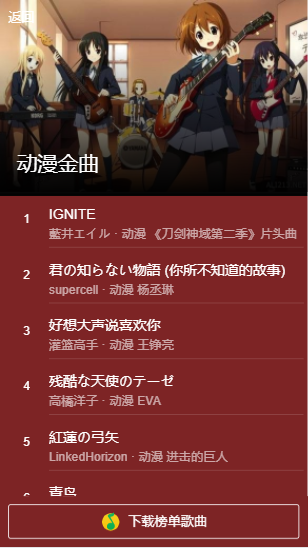 返回
动漫金曲
1
IGNITE
藍井エイル · 动漫 《刀剑神域第二季》片头曲
2
君の知らない物語 (你所不知道的故事)
supercell · 动漫 杨丞琳
3
好想大声说喜欢你
灌篮高手 · 动漫 王铮亮
4
残酷な天使のテーゼ
高橋洋子 · 动漫 EVA
5
紅蓮の弓矢
LinkedHorizon · 动漫 进击的巨人
6
青鸟
下载榜单歌曲